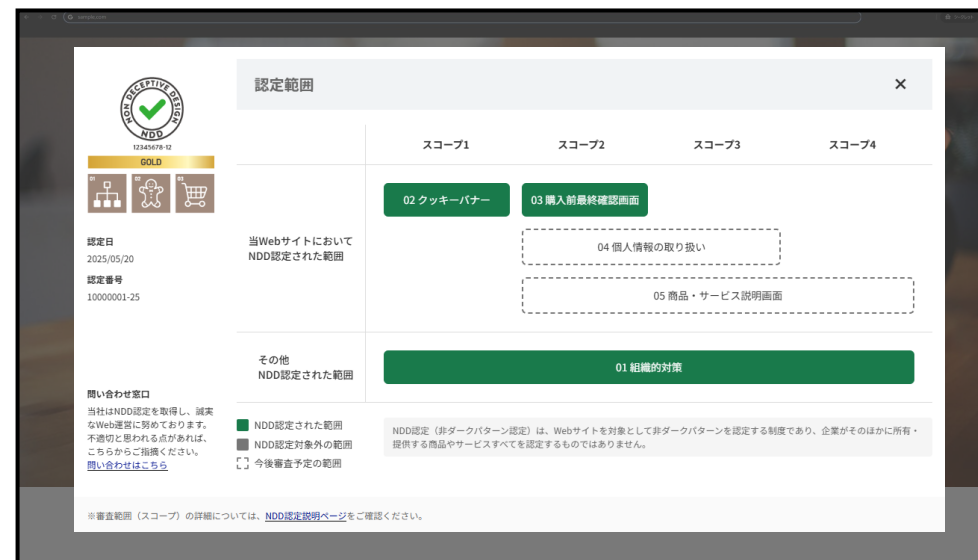 sample.com
NON DECEPTIVE DESIGN
NDD
12345678-12
GOLD
01
02
03
認定日
2025/05/20
認定番号
10000001-25
問い合わせ窓口
当社はNDD認定を取得し、誠実
なWeb運営に努めております。
不適切と思われる点があれば、
こちらからご指摘ください。
問い合わせはこちら
認定範囲
×
スコープ1
スコープ2
スコープ3
スコープ4
当Webサイトにおいて
NDD認定された範囲
02 クッキーバナー
03 購入前最終確認画面
04 個人情報の取り扱い
05 商品・サービス説明画面
その他
NDD認定された範囲
01 組織的対策
NDD認定された範囲
NDD認定対象外の範囲
今後審査予定の範囲
NDD認定（非ダークパターン認定）は、Webサイトを対象として非ダークパターンを認定する制度であり、企業がそのほかに所有・
提供する商品やサービスすべてを認定するものではありません。
※審査範囲（スコープ）の詳細については、NDD認定説明ページをご確認ください。